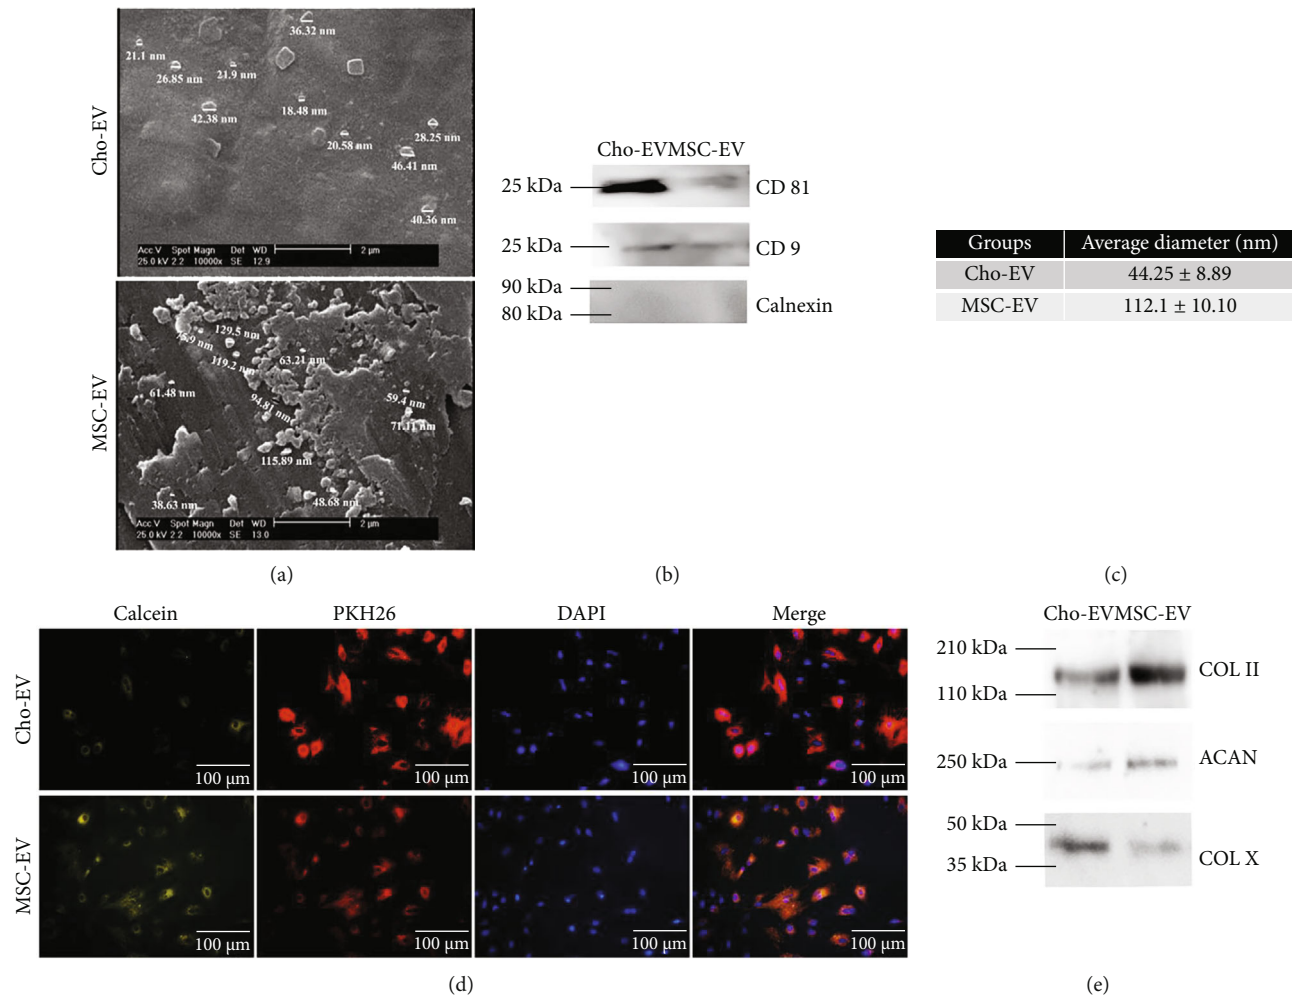 Cho-EV
36.32 nm
21.1 nm
26.85 nm
21.9 nm
42.38 nm
18.48 nm
20.58 nm
28.25 nm
46.41 nm
40.36 nm
Acc.V Spot Magn Det WD
25.0 kV 2.2 10000x SE 12.9
2 µm
MSC-EV
75.9 nm
129.5 nm
119.2 nm
63.21 nm
61.48 nm
94.81 nm
59.4 nm
71.11 nm
115.89 nm
38.63 nm
48.68 nm
Acc.V Spot Magn Det WD
25.0 kV 2.2 10000x SE 13.0
2 µm
(a)
Cho-EV MSC-EV
25 kDa
CD 81
25 kDa
CD 9
90 kDa
80 kDa
Calnexin
(b)
Groups Average diameter (nm)
Cho-EV 44.25 ± 8.89
MSC-EV 112.1 ± 10.10
(c)
Calcein PKH26 DAPI Merge
Cho-EV
100 µm 100 µm 100 µm 100 µm
MSC-EV
100 µm 100 µm 100 µm 100 µm
(d)
Cho-EV MSC-EV
210 kDa
110 kDa
COL II
250 kDa
ACAN
50 kDa
35 kDa
COL X
(e)